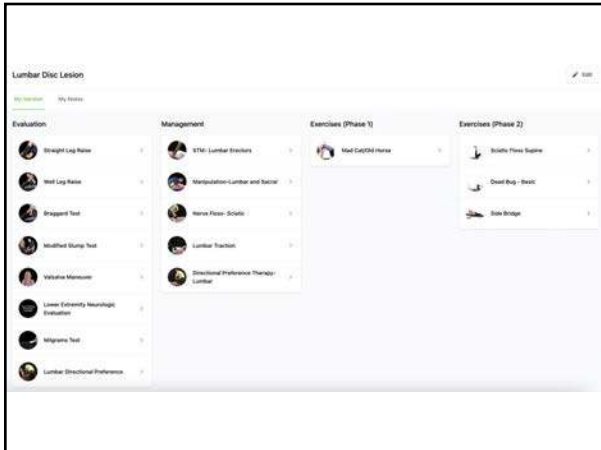 Lumbar Disc Lesion
Edit
My Version
My Notes
Evaluation
Straight Leg Raise
Well Leg Raise
Braggard Test
Modified Slump Test
Valsalva Maneuver
Lower Extremity Neurologic
Evaluation
Milgrams Test
Lumbar Directional Preference
Management
STM- Lumbar Erectors
Manipulation-Lumbar and Sacral
Nerve Floss- Sciatic
Lumbar Traction
Directional Preference Therapy-
Lumbar
Exercises (Phase 1)
Mad Cat/Old Horse
Exercises (Phase 2)
Sciatic Floss Supine
Dead Bug - Basic
Side Bridge